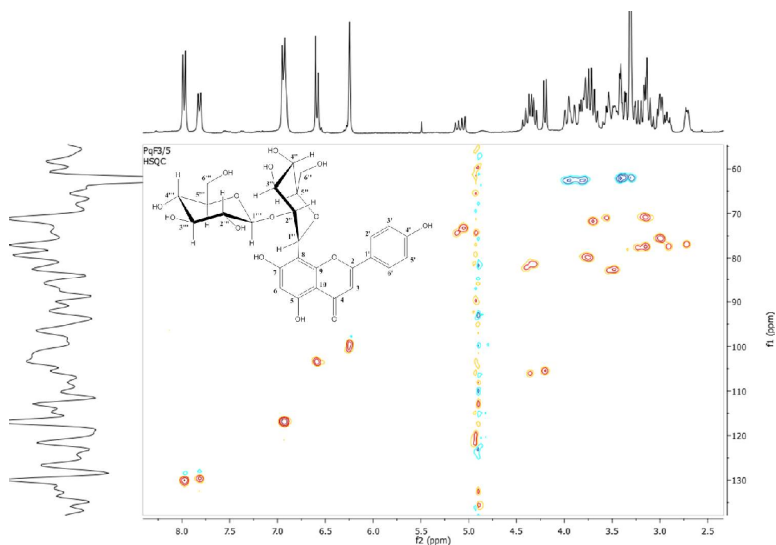 PqF3/5
HSQC
HO 4'' H
OH
6''' HO 6'' OH
H
4''' 5''' O 3'' 5''
HO H 2'' H O
HO 3''' 2''' 1''' O
H OH H H 1''
3' OH
2' 4'
HO 8 O 1' 5'
7 9 2 6'
6 10 3
5 4
OH O
60
70
80
90
100
110
120
130
f1 (ppm)
8.0 7.5 7.0 6.5 6.0 5.5 5.0 4.5 4.0 3.5 3.0 2.5
f2 (ppm)